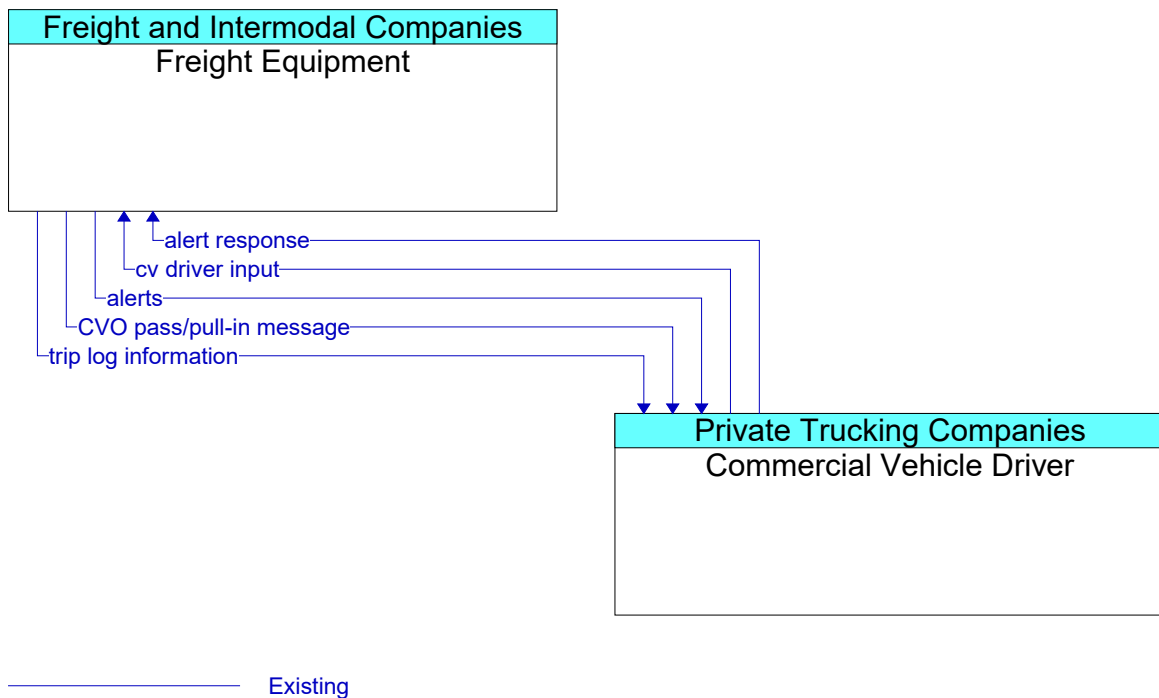 Freight and Intermodal Companies
Freight Equipment
alert response
cv driver input
alerts
CVO pass/pull-in message
trip log information
Private Trucking Companies
Commercial Vehicle Driver
Existing